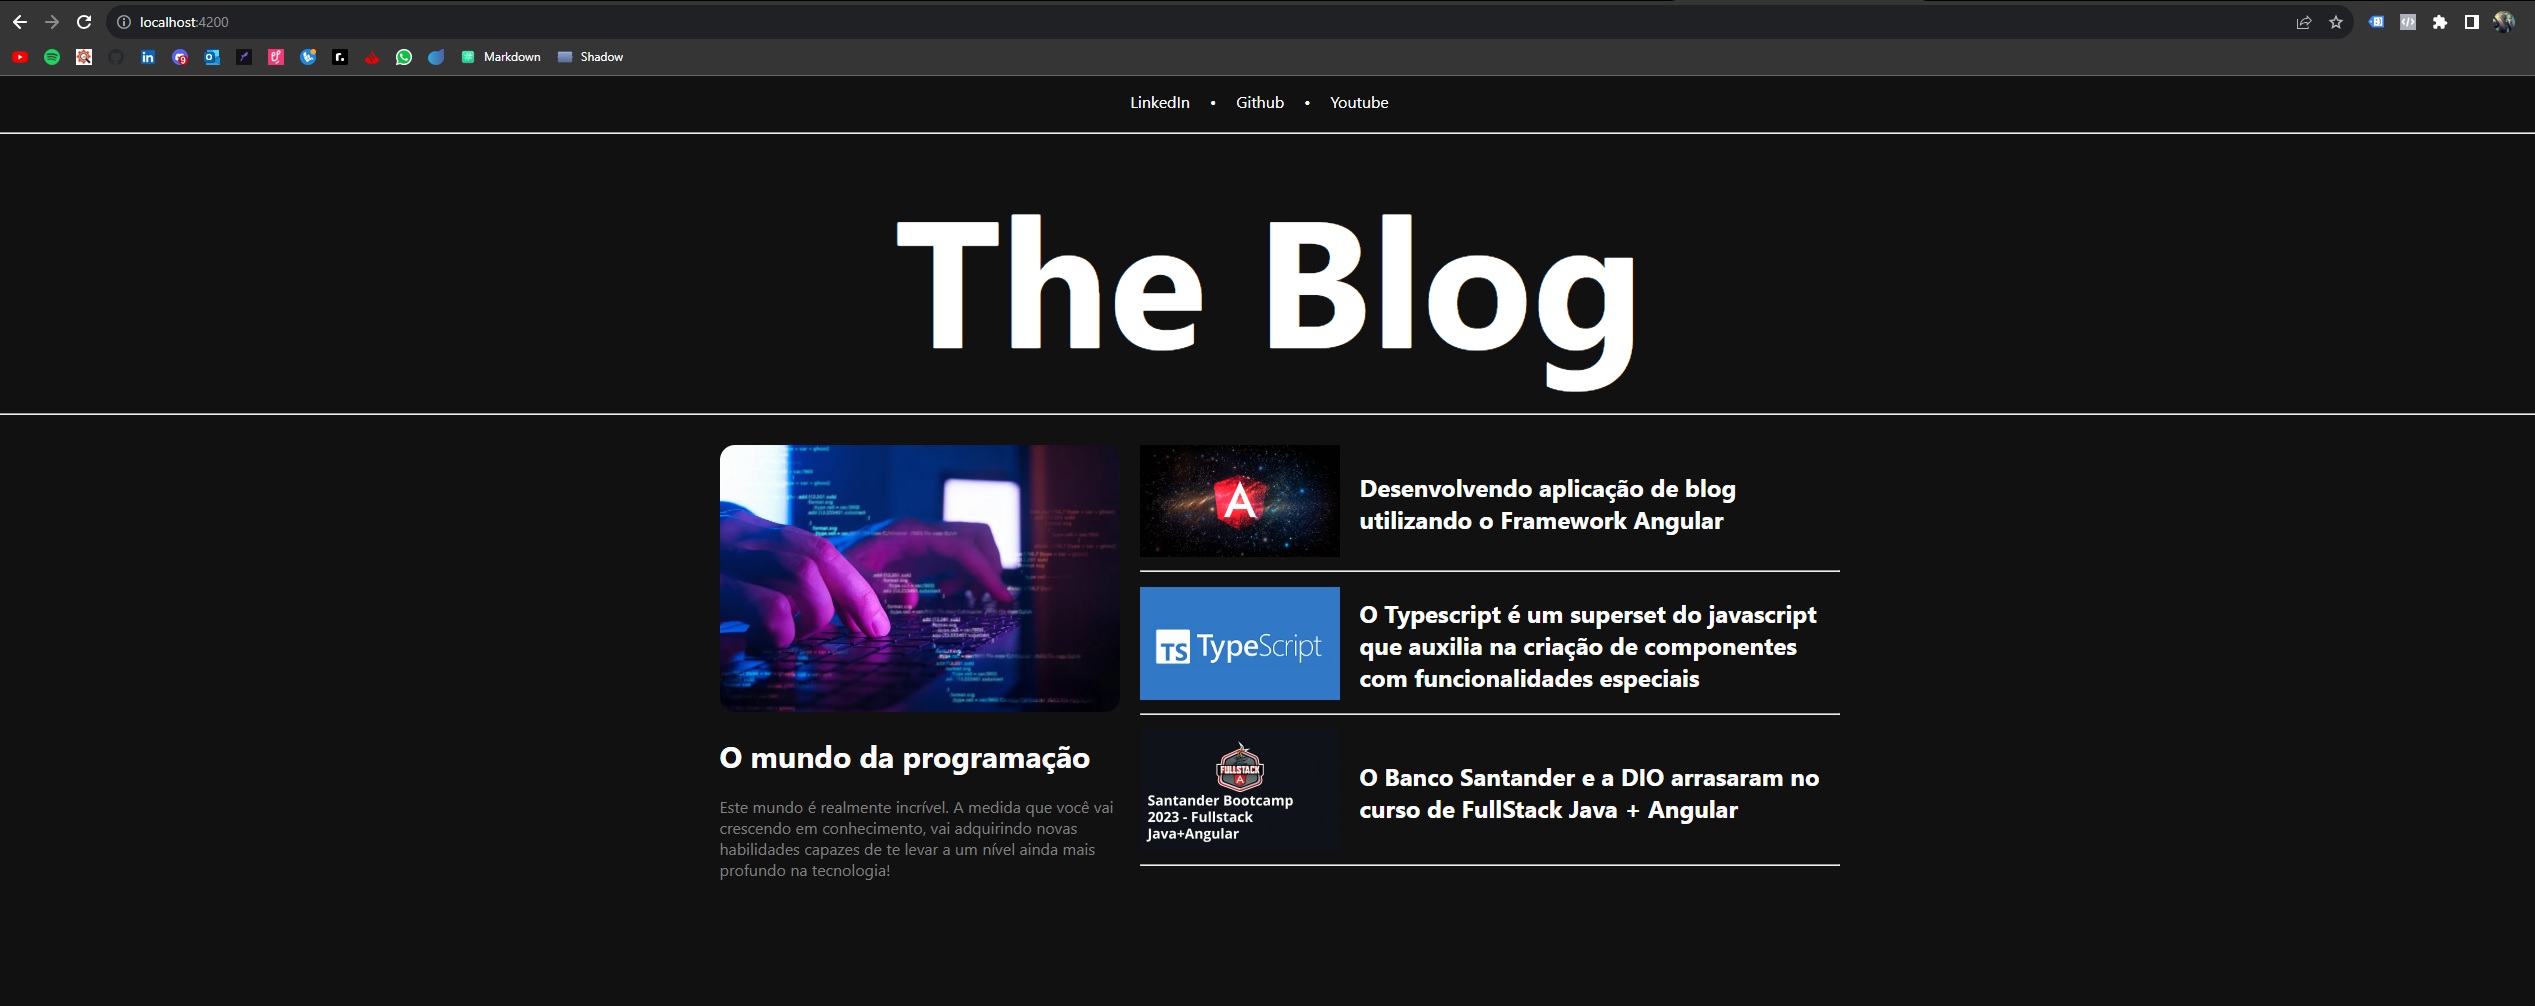 localhost:4200
Markdown
Shadow
LinkedIn • Github • Youtube
The Blog
O mundo da programação
Este mundo é realmente incrível. A medida que você vai
crescendo em conhecimento, vai adquirindo novas
habilidades capazes de te levar a um nível ainda mais
profundo na tecnologia!
A
Desenvolvendo aplicação de blog
utilizando o Framework Angular
TS TypeScript
O Typescript é um superset do javascript
que auxilia na criação de componentes
com funcionalidades especiais
FULLSTACK
A
Santander Bootcamp
2023 - Fullstack
Java+Angular
O Banco Santander e a DIO arrasaram no
curso de FullStack Java + Angular